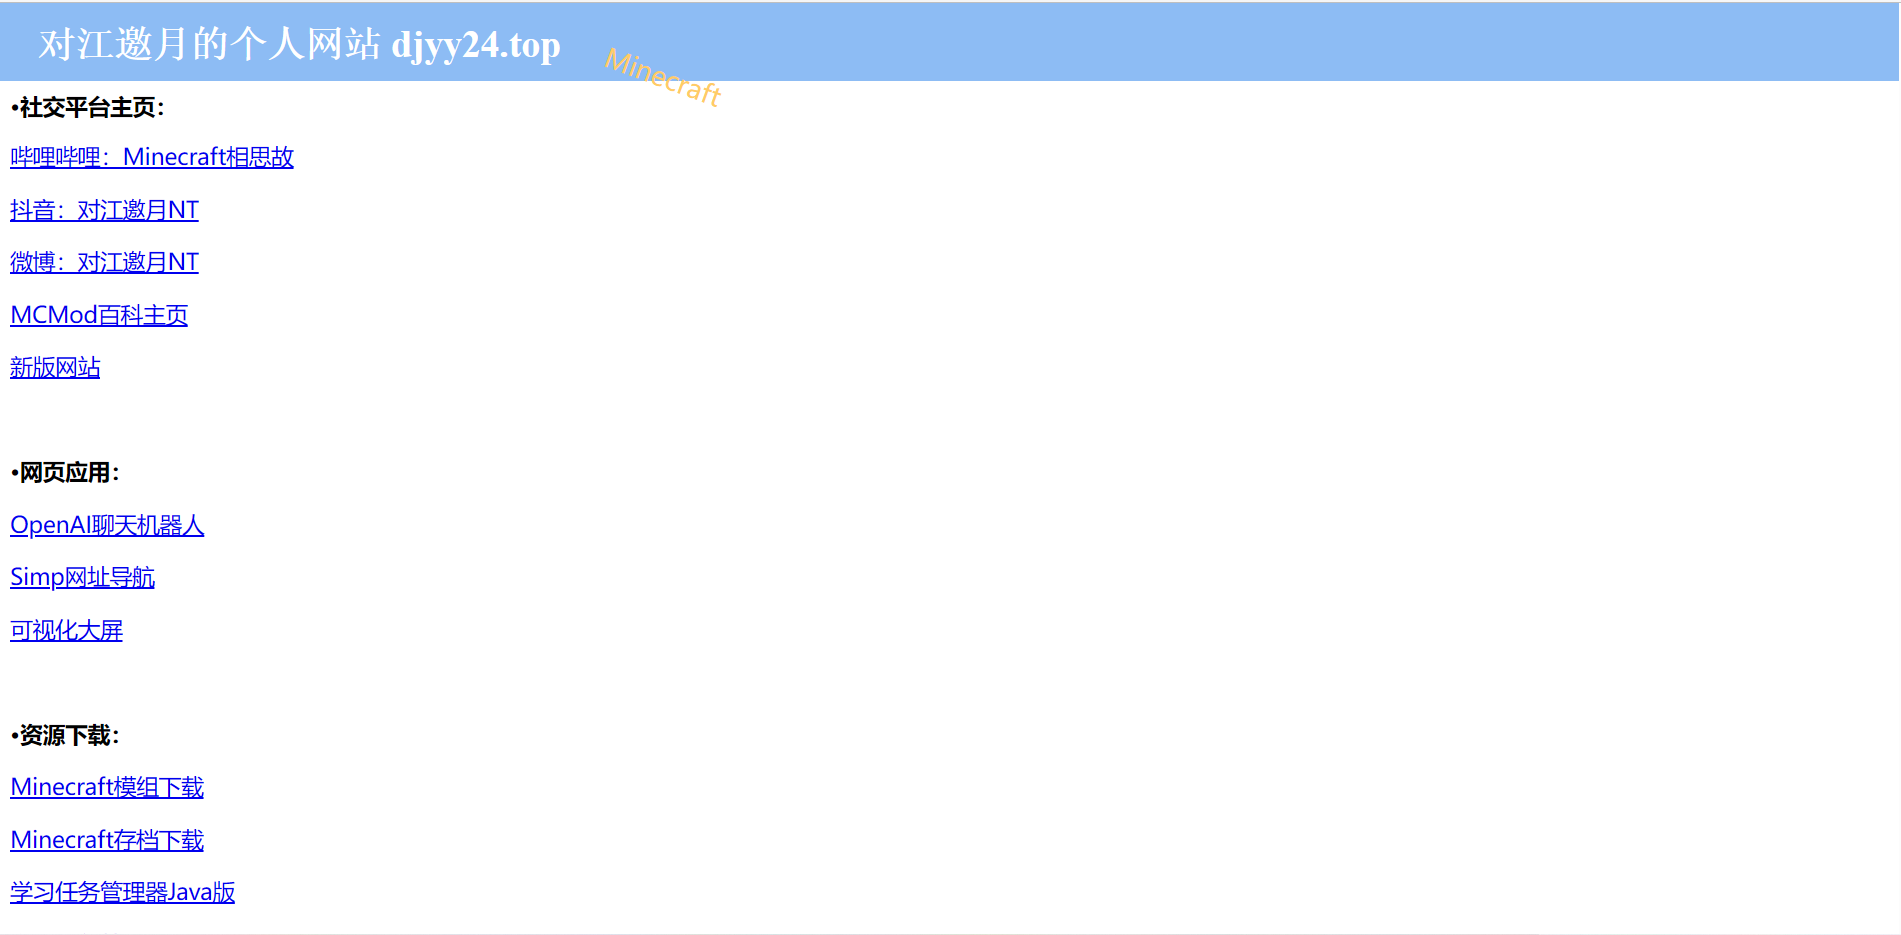 对江邀月的个人网站 djyy24.top
Minecraft
•社交平台主页：
哔哩哔哩：Minecraft相思故
抖音：对江邀月NT
微博：对江邀月NT
MCMod百科主页
新版网站
•网页应用：
OpenAI聊天机器人
Simp网址导航
可视化大屏
•资源下载：
Minecraft模组下载
Minecraft存档下载
学习任务管理器Java版